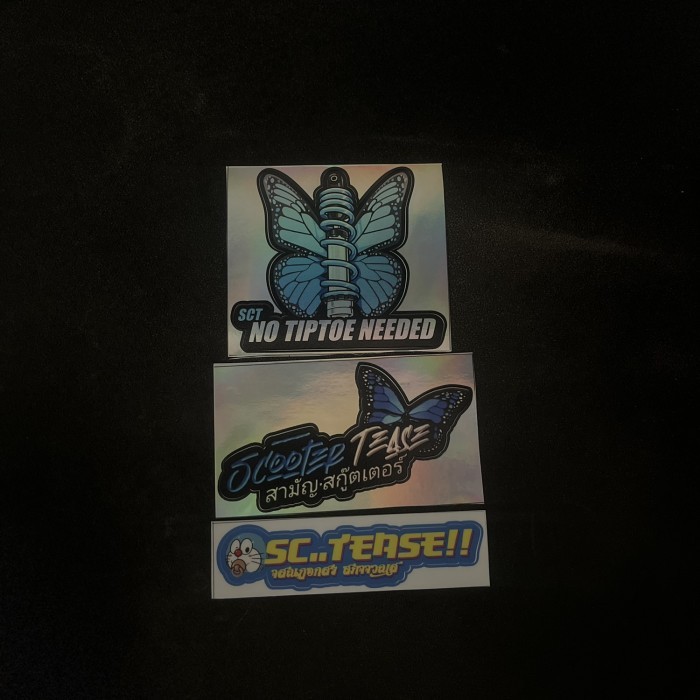 SCT
NO TIPTOE NEEDED
SCOOTER TEASE
สามัญ·สกู๊ตเตอร์
SC..TEASE!!